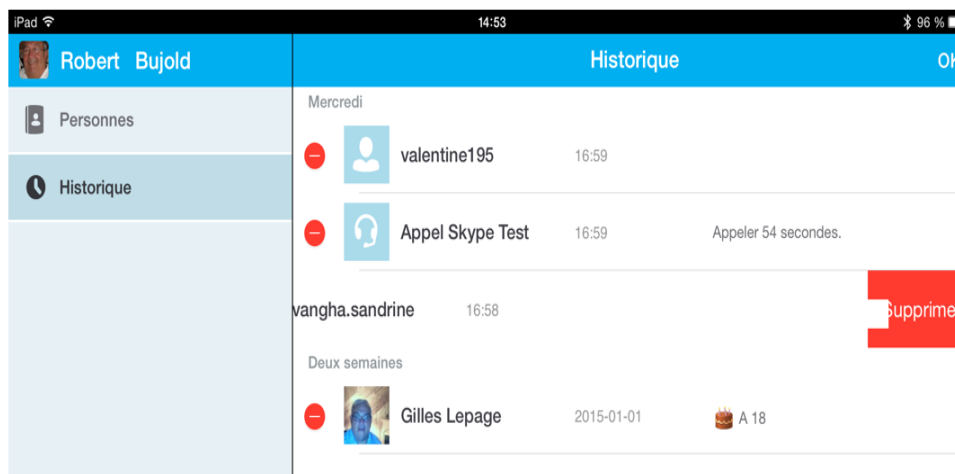 iPad 14:53 96 %
Robert Bujold
Historique
OK
Personnes
Historique
Mercredi
valentine195 16:59
Appel Skype Test 16:59 Appeler 54 secondes.
vangha.sandrine 16:58 Supprime
Deux semaines
Gilles Lepage 2015-01-01 A 18